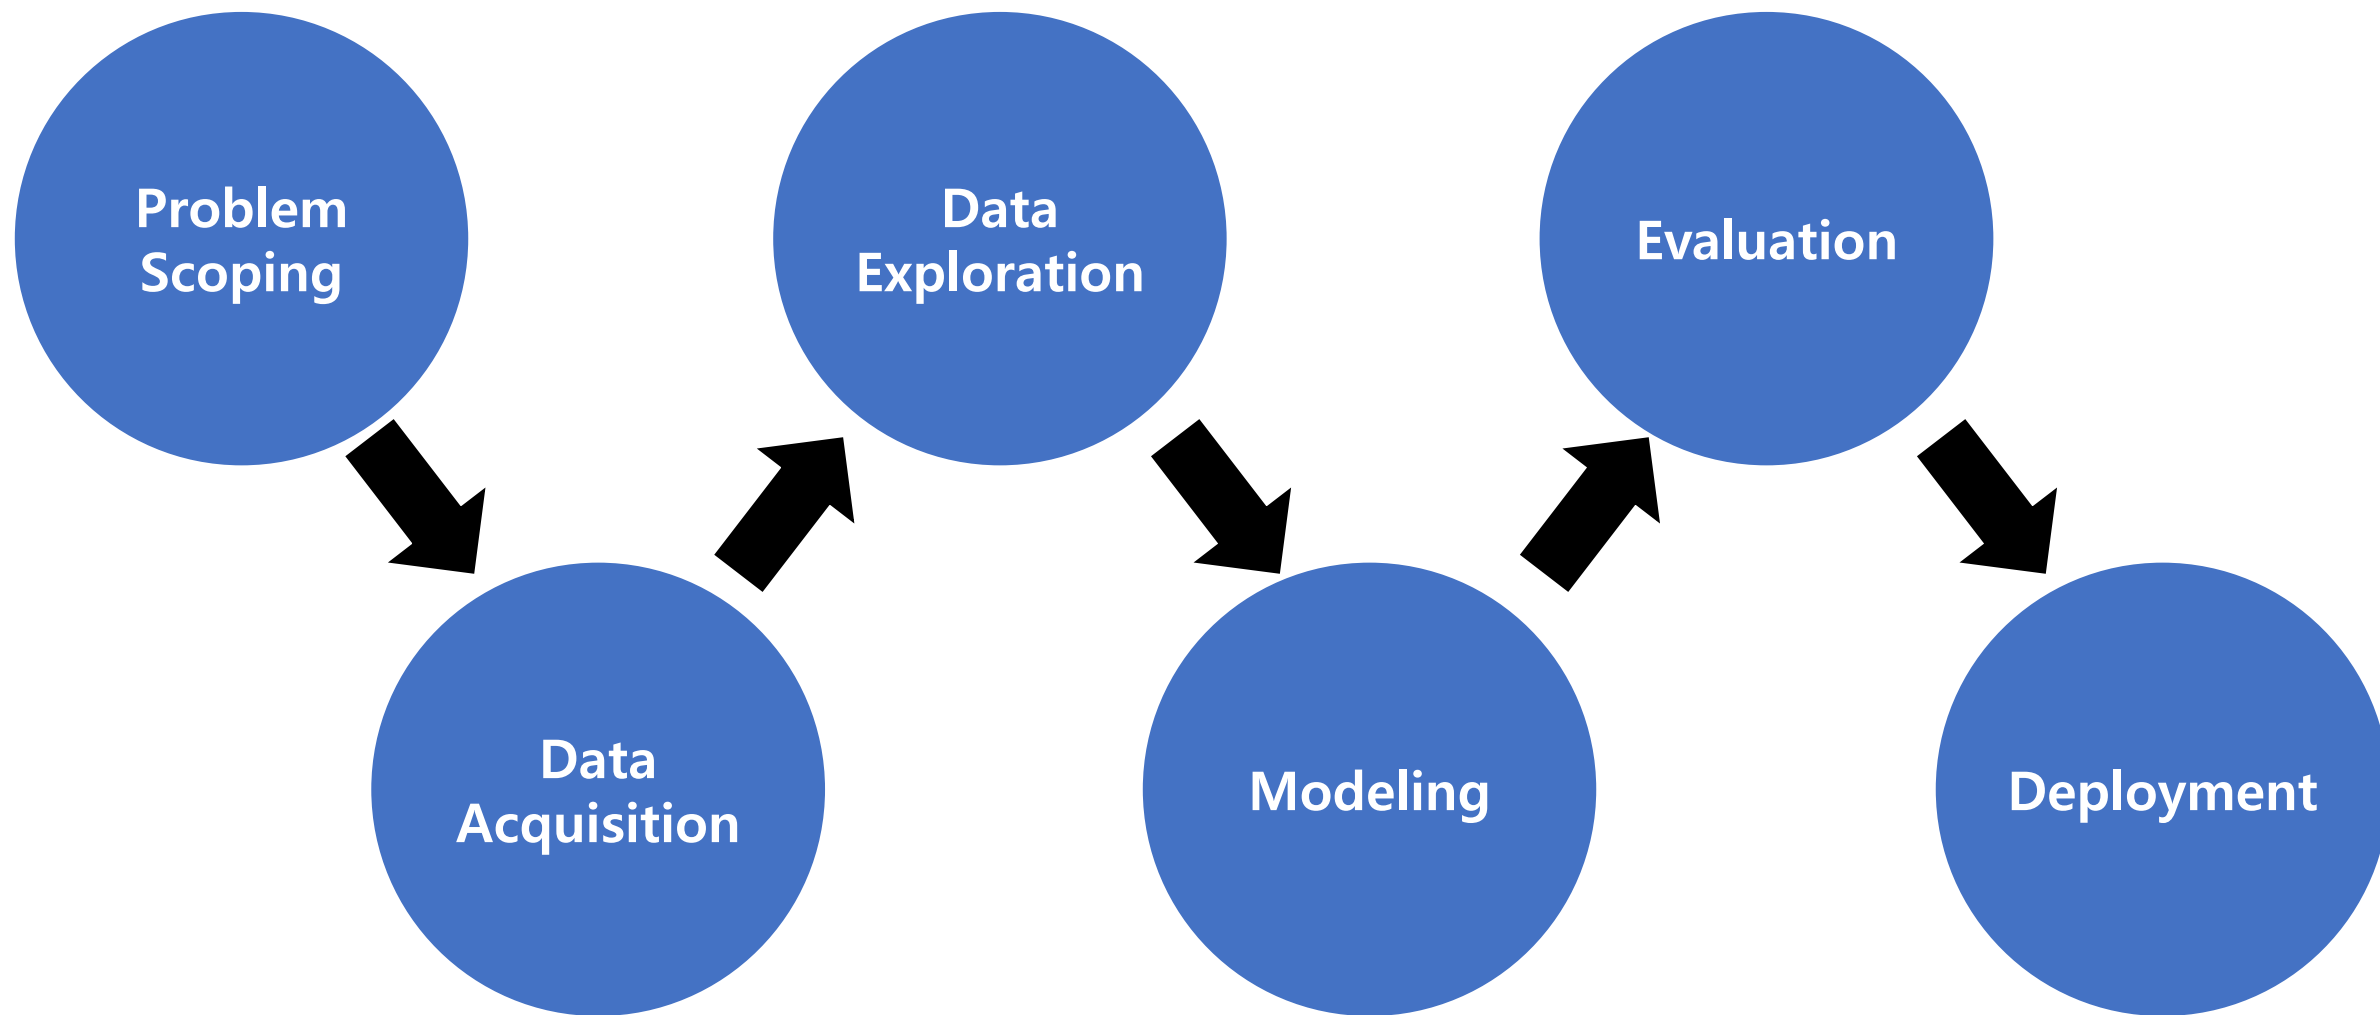 Problem
Scoping
Data
Acquisition
Data
Exploration
Modeling
Evaluation
Deployment